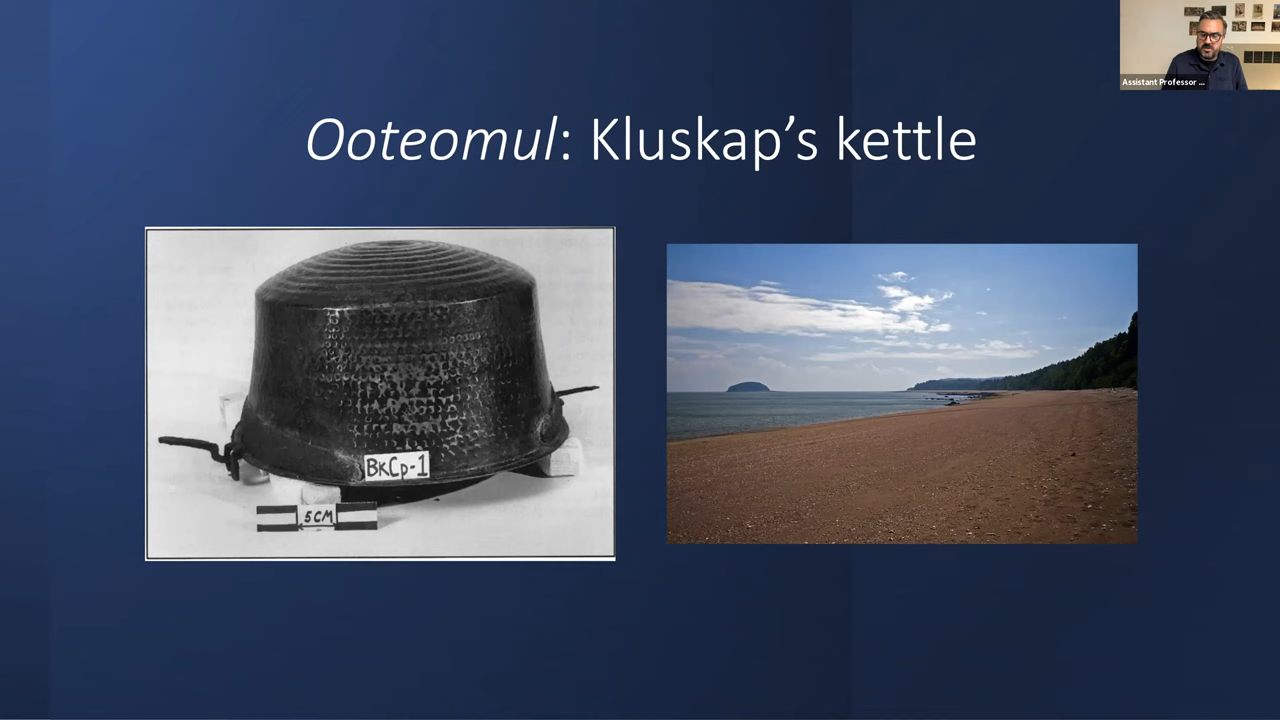 Assistant Professor ...
Ooteomul: Kluskap's kettle
BkCp-1
5CM